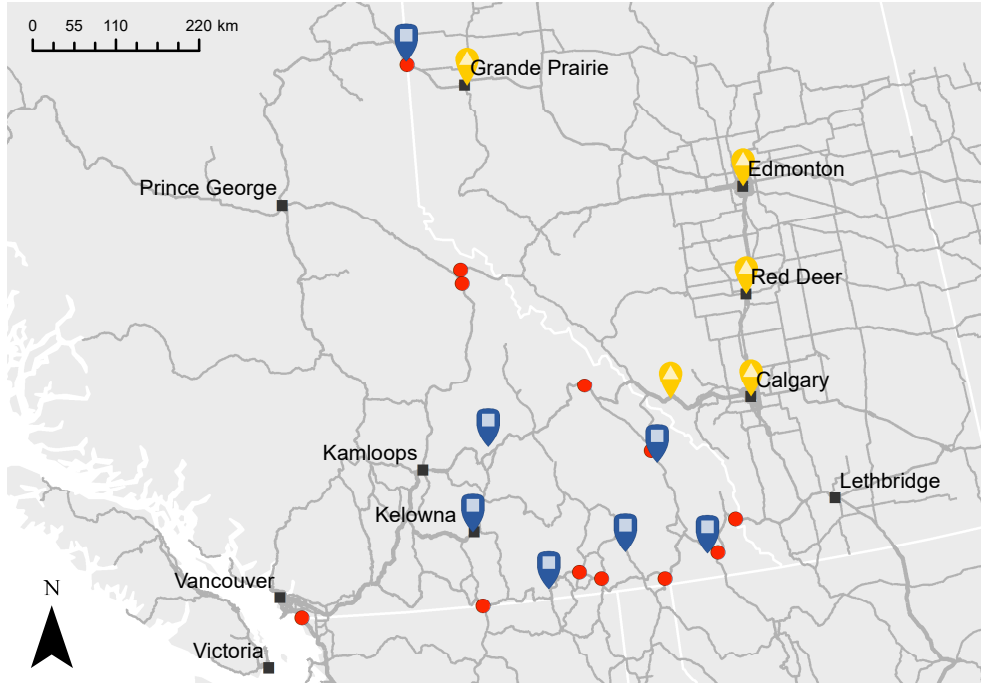 0 55 110 220 km
Grande Prairie
Edmonton
Prince George
Red Deer
Calgary
Kamloops
Lethbridge
Kelowna
Vancouver
N
Victoria